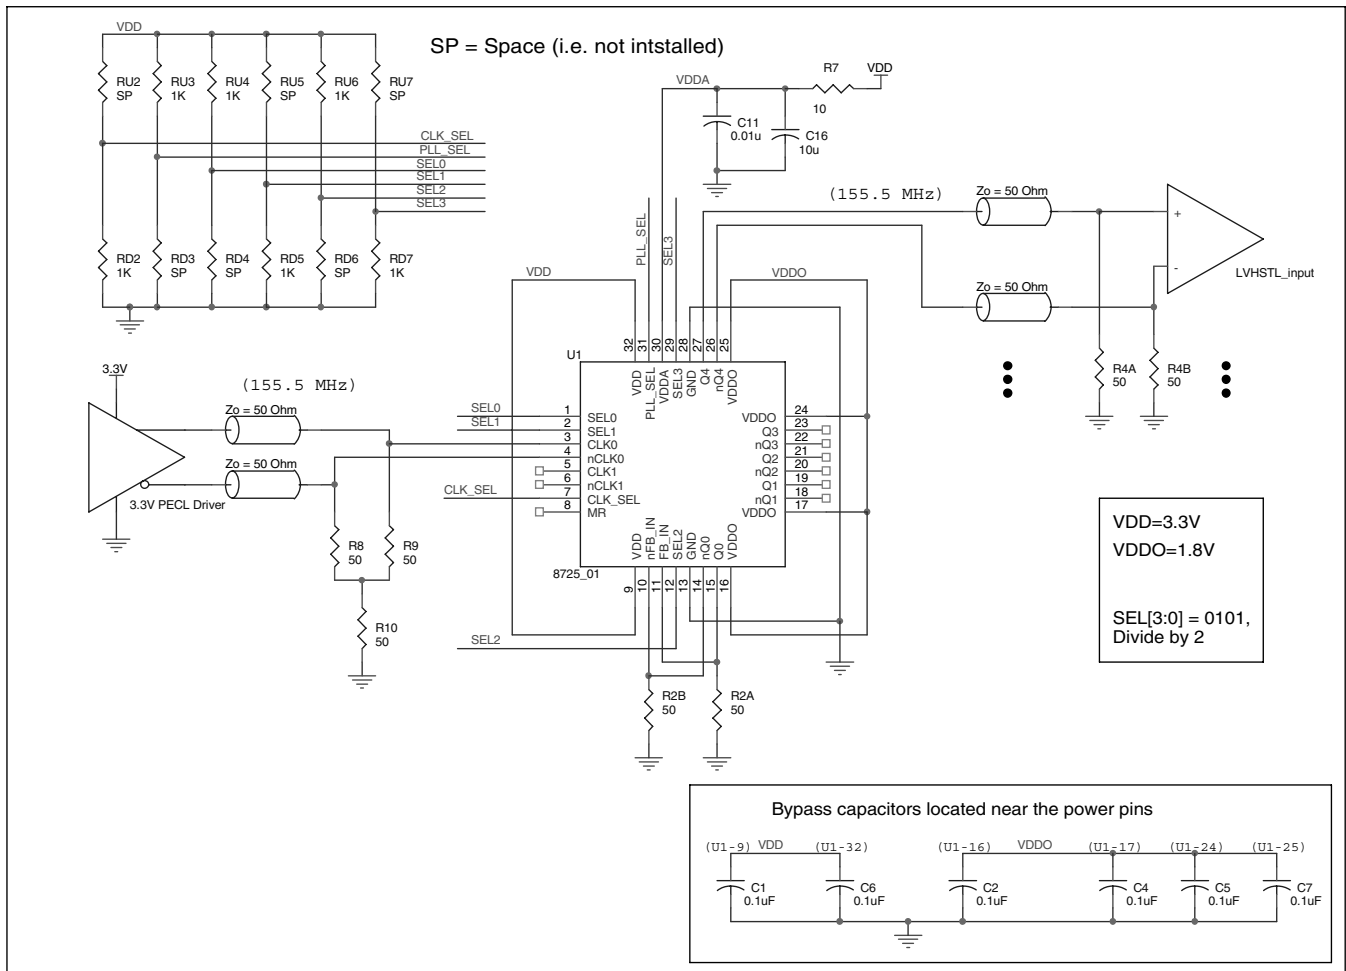 VDD
SP = Space (i.e. not intstalled)
RU2
SP
RU3
1K
RU4
1K
RU5
SP
RU6
1K
RU7
SP
CLK_SEL
PLL_SEL
SEL0
SEL1
SEL2
SEL3
RD2
1K
RD3
SP
RD4
SP
RD5
1K
RD6
SP
RD7
1K
VDDA
R7
10
VDD
C11
0.01u
C16
10u
(155.5 MHz)
Zo = 50 Ohm
Zo = 50 Ohm
+
-
LVHSTL_input
R4A
50
R4B
50
PLL_SEL
SEL3
VDD
VDDO
32
31
30
29
28
27
26
25
U1
VDD
PLL_SEL
VDDA
SEL3
GND
Q4
nQ4
VDDO
3.3V
(155.5 MHz)
Zo = 50 Ohm
Zo = 50 Ohm
3.3V PECL Driver
SEL0
SEL1
CLK_SEL
1
2
3
4
5
6
7
8
SEL0
SEL1
CLK0
nCLK0
CLK1
nCLK1
CLK_SEL
MR
VDDO
Q3
nQ3
Q2
nQ2
Q1
nQ1
VDDO
24
23
22
21
20
19
18
17
VDD
nFB_IN
FB_IN
SEL2
GND
nQ0
Q0
VDDO
8725_01
9
10
11
12
13
14
15
16
R8
50
R9
50
R10
50
SEL2
R2B
50
R2A
50
VDD=3.3V
VDDO=1.8V
SEL[3:0] = 0101,
Divide by 2
Bypass capacitors located near the power pins
(U1-9)
VDD
(U1-32)
(U1-16)
VDDO
(U1-17)
(U1-24)
(U1-25)
C1
0.1uF
C6
0.1uF
C2
0.1uF
C4
0.1uF
C5
0.1uF
C7
0.1uF